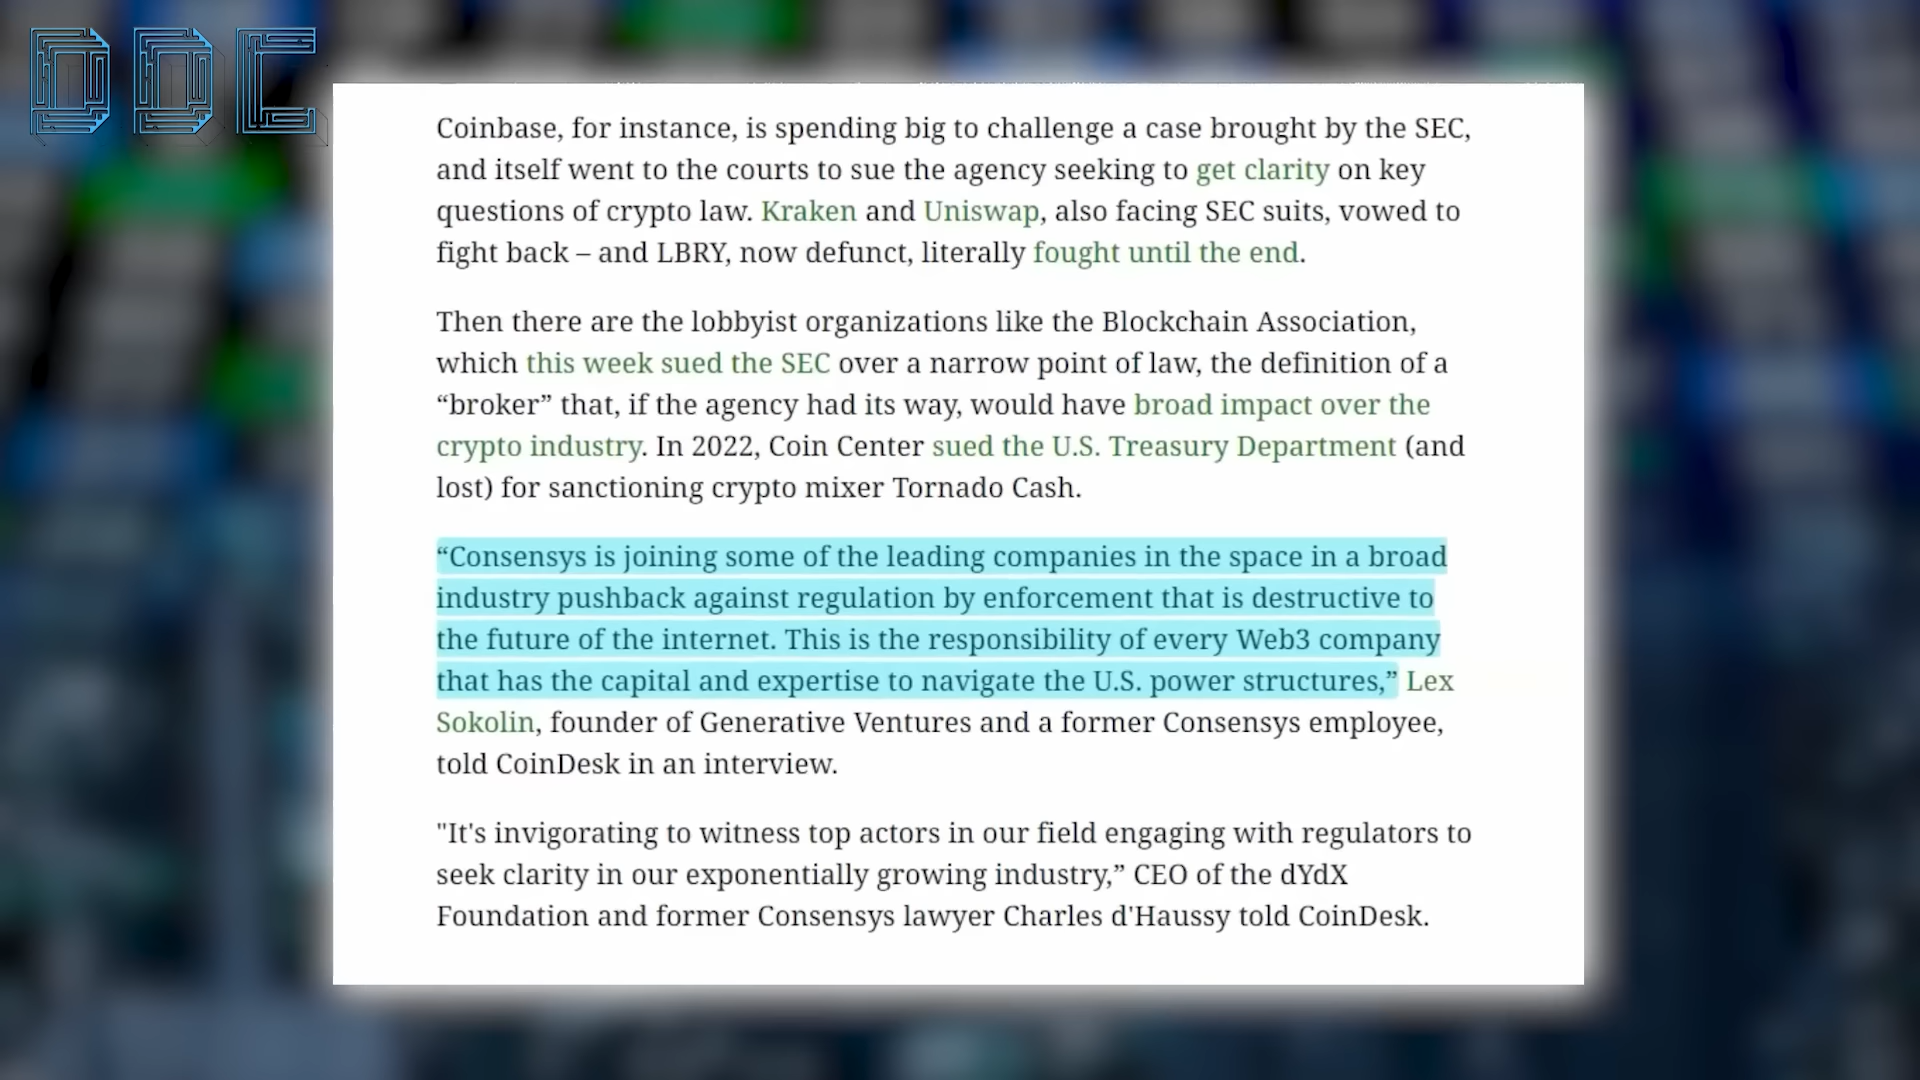 DDC
Coinbase, for instance, is spending big to challenge a case brought by the SEC,
and itself went to the courts to sue the agency seeking to get clarity on key
questions of crypto law. Kraken and Uniswap, also facing SEC suits, vowed to
fight back – and LBRY, now defunct, literally fought until the end.
Then there are the lobbyist organizations like the Blockchain Association,
which this week sued the SEC over a narrow point of law, the definition of a
“broker” that, if the agency had its way, would have broad impact over the
crypto industry. In 2022, Coin Center sued the U.S. Treasury Department (and
lost) for sanctioning crypto mixer Tornado Cash.
“Consensys is joining some of the leading companies in the space in a broad
industry pushback against regulation by enforcement that is destructive to
the future of the internet. This is the responsibility of every Web3 company
that has the capital and expertise to navigate the U.S. power structures,” Lex
Sokolin, founder of Generative Ventures and a former Consensys employee,
told CoinDesk in an interview.
"It's invigorating to witness top actors in our field engaging with regulators to
seek clarity in our exponentially growing industry,” CEO of the dYdX
Foundation and former Consensys lawyer Charles d'Haussy told CoinDesk.